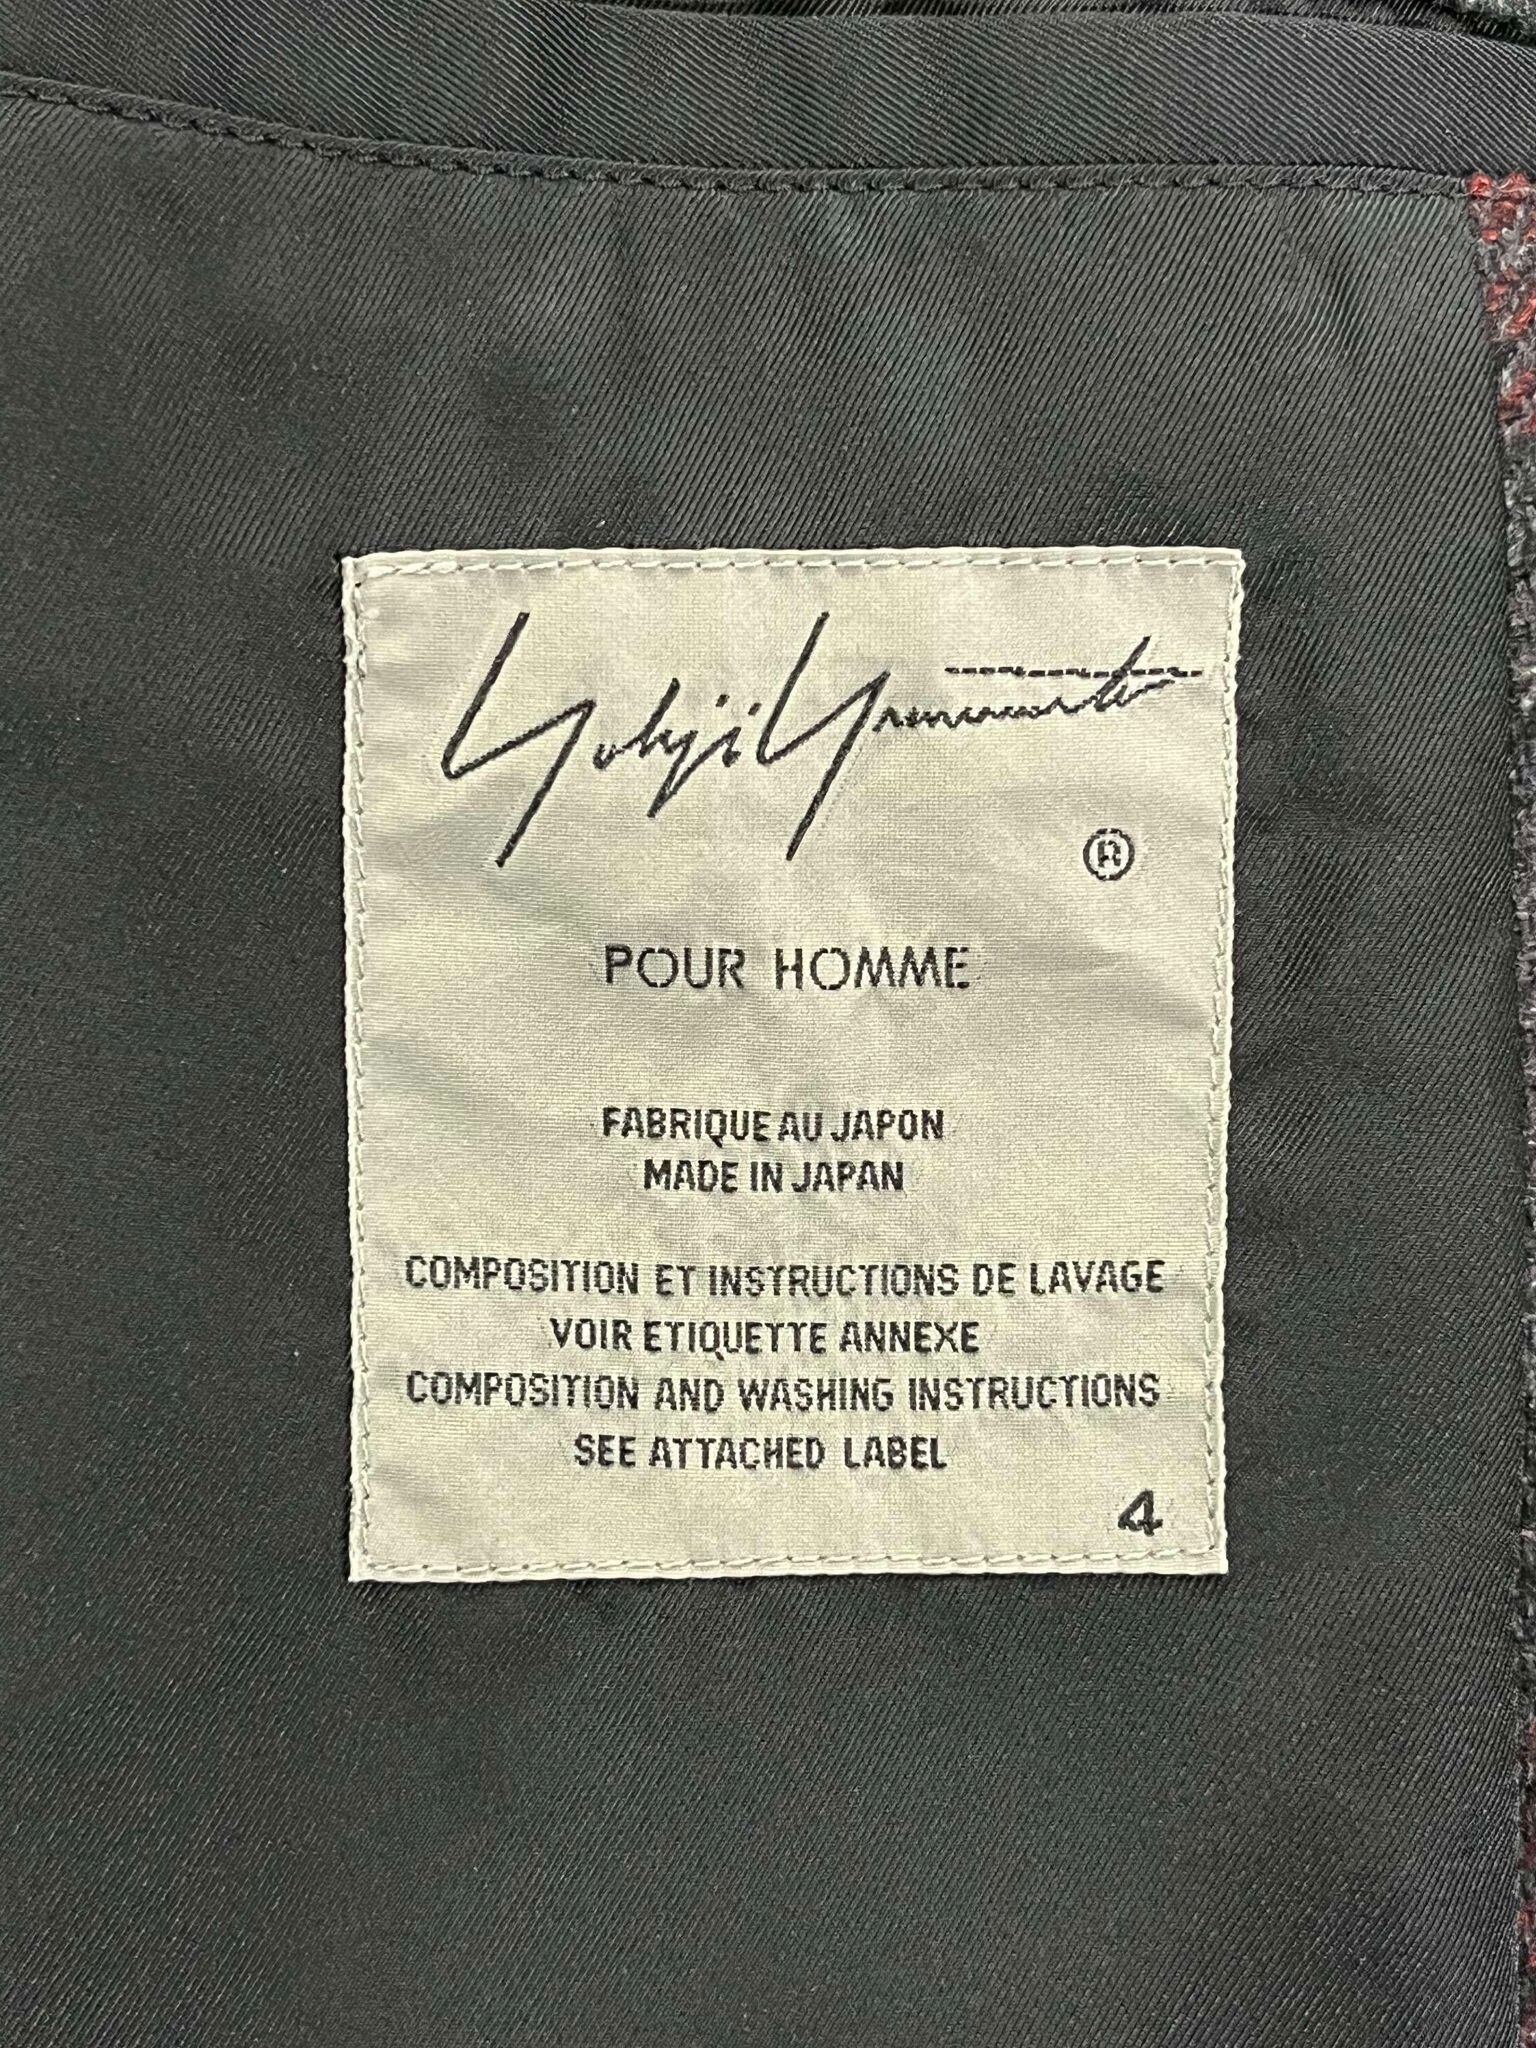 Yohji Yamamoto
®
POUR HOMME
FABRIQUE AU JAPON
MADE IN JAPAN
COMPOSITION ET INSTRUCTIONS DE LAVAGE
VOIR ETIQUETTE ANNEXE
COMPOSITION AND WASHING INSTRUCTIONS
SEE ATTACHED LABEL
4